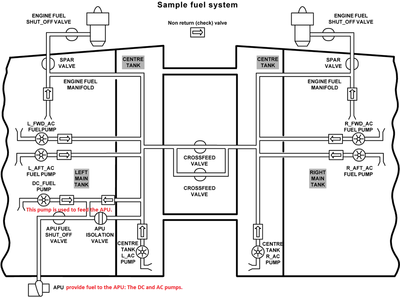 Sample fuel system
ENGINE FUEL
SHUT_OFF VALVE
Non return (check) valve
ENGINE FUEL
SHUT_OFF VALVE
SPAR
VALVE
CENTRE
TANK
CENTRE
TANK
SPAR
VALVE
ENGINE FUEL
MANIFOLD
ENGINE FUEL
MANIFOLD
L_FWD_AC
FUEL PUMP
R_FWD_AC
FUEL PUMP
L_AFT_AC
FUEL PUMP
CROSSFEED
VALVE
R_AFT_AC
FUEL PUMP
LEFT
MAIN
TANK
RIGHT
MAIN
TANK
DC_FUEL
PUMP
CROSSFEED
VALVE
This pump is used to feed the APU.
APU FUEL
SHUT_OFF
VALVE
APU
ISOLATION
VALVE
CENTRE
TANK
L_AC
PUMP
CENTRE
TANK
R_AC
PUMP
APU provide fuel to the APU: The DC and AC pumps.